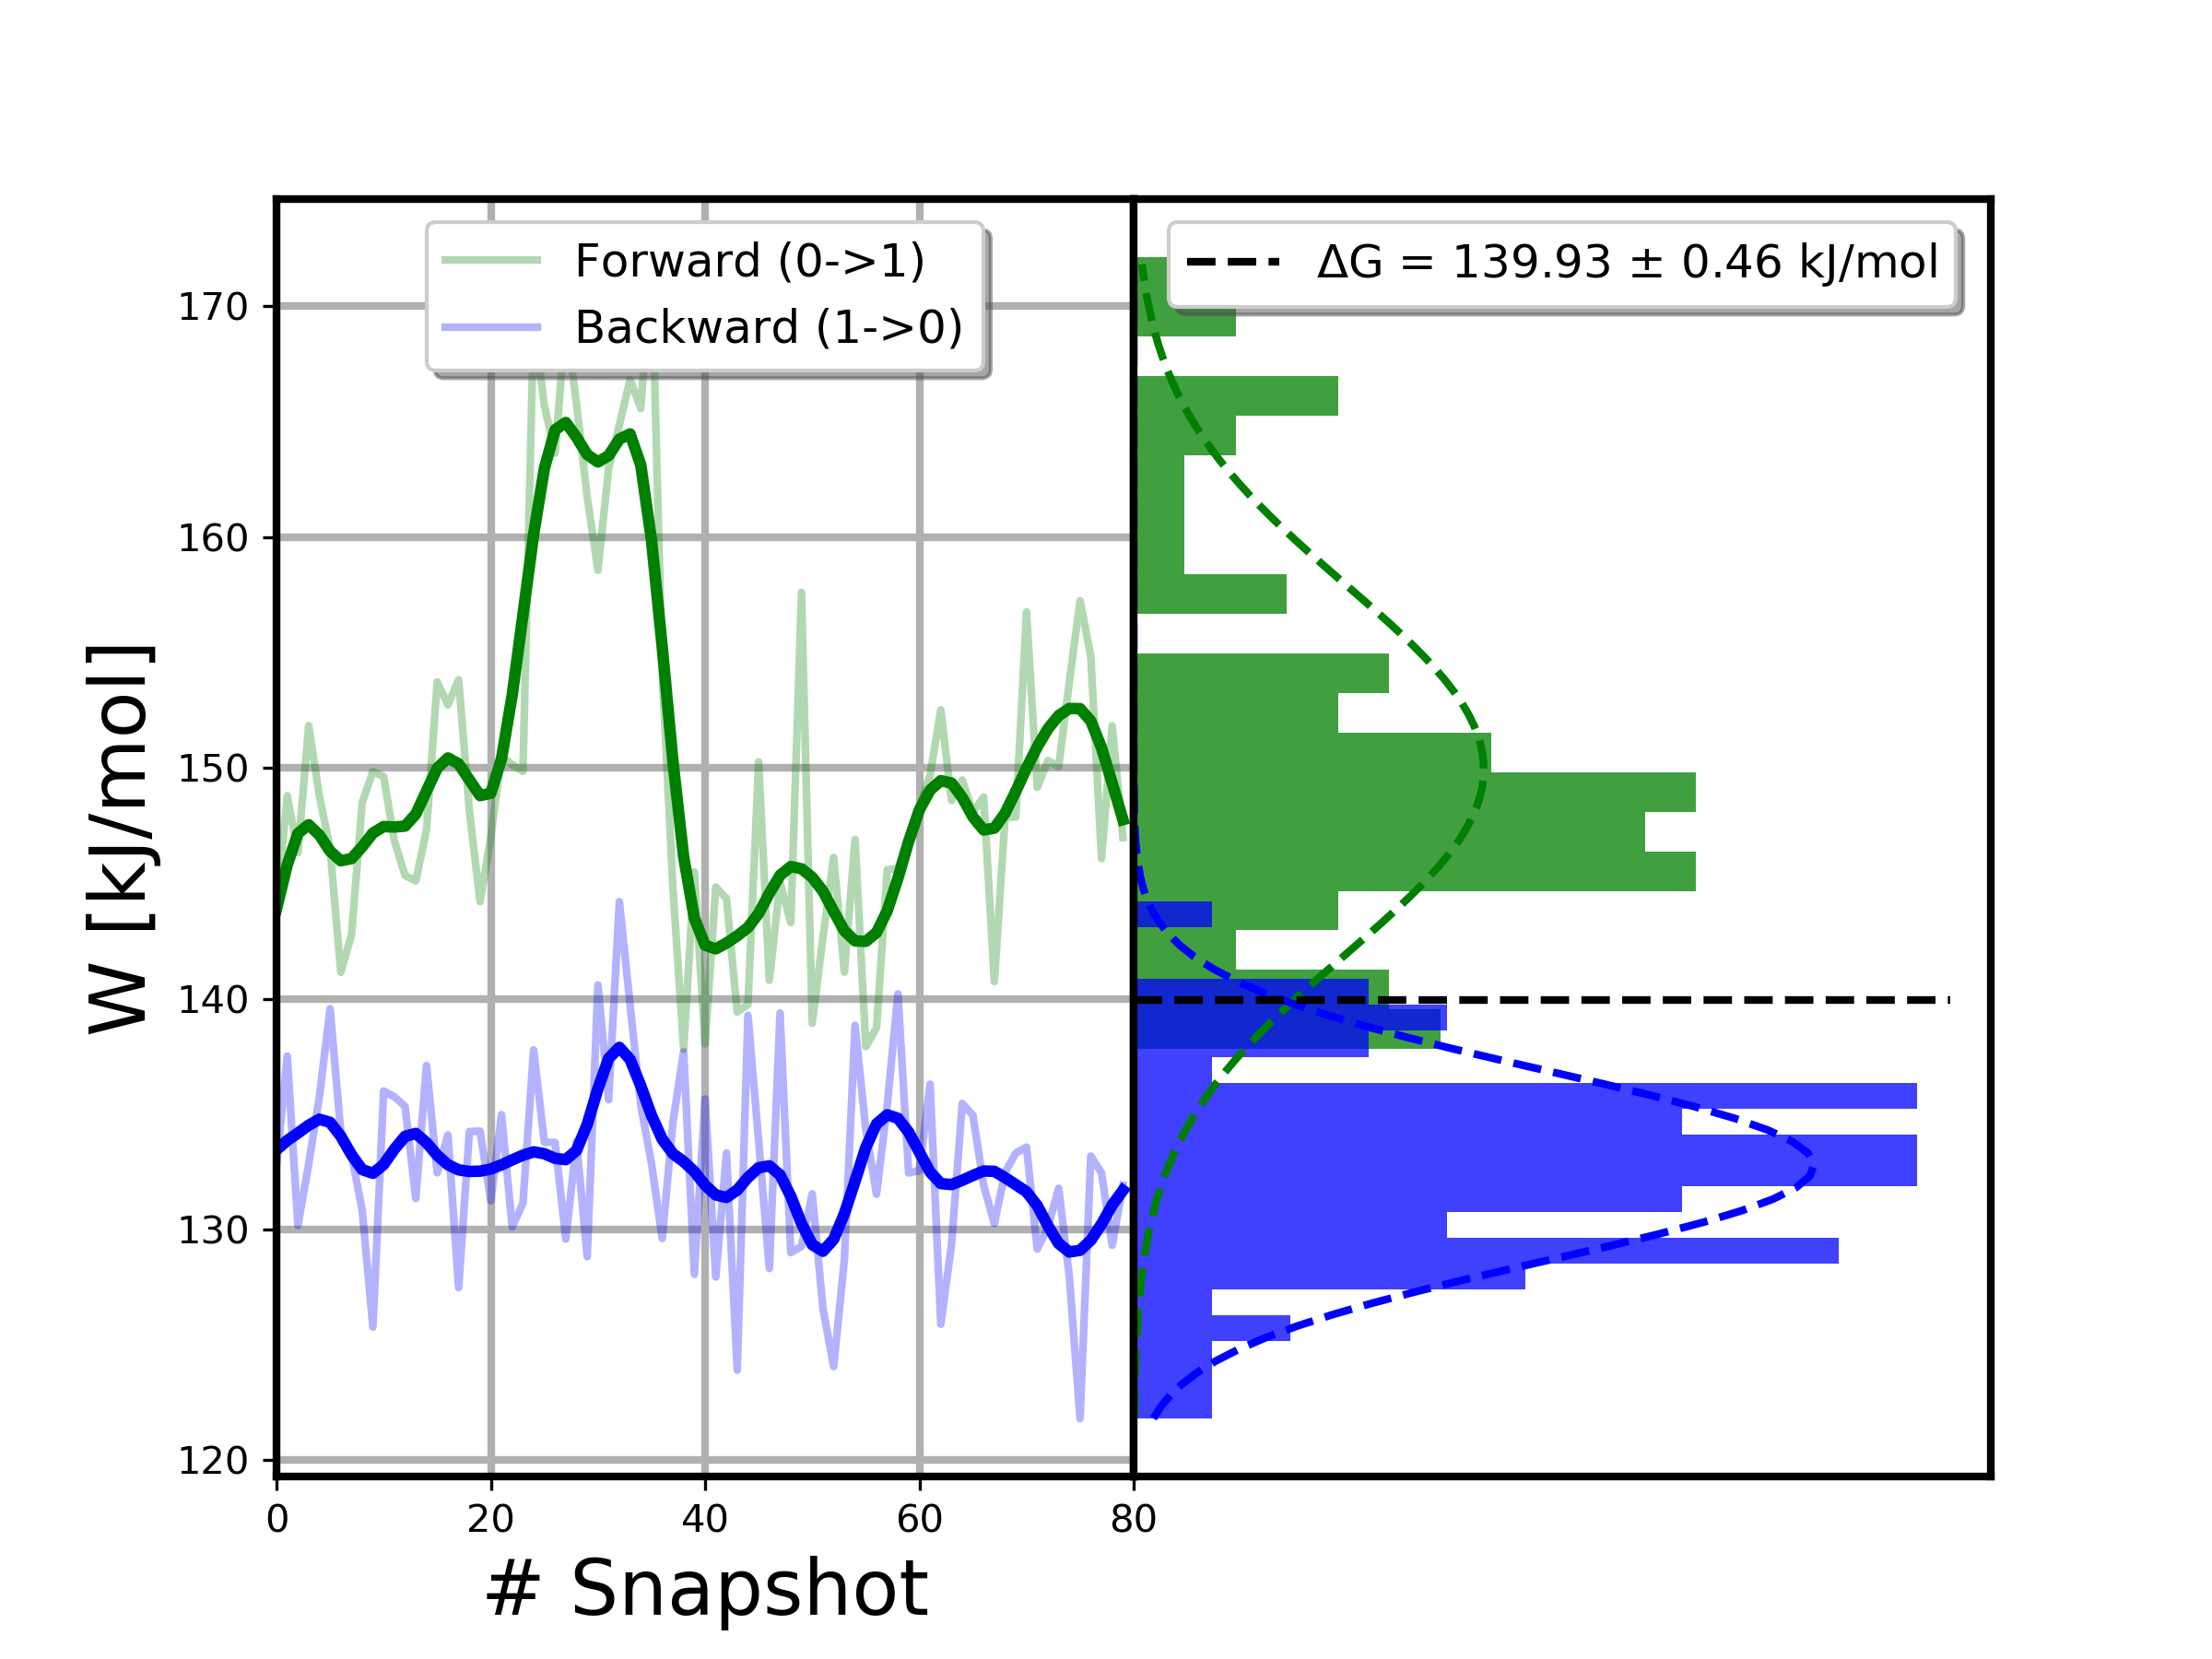 Forward (0->1)
Backward (1->0)
ΔG = 139.93 ± 0.46 kJ/mol
W [kJ/mol]
170
160
150
140
130
120
0 20 40 60 80
# Snapshot